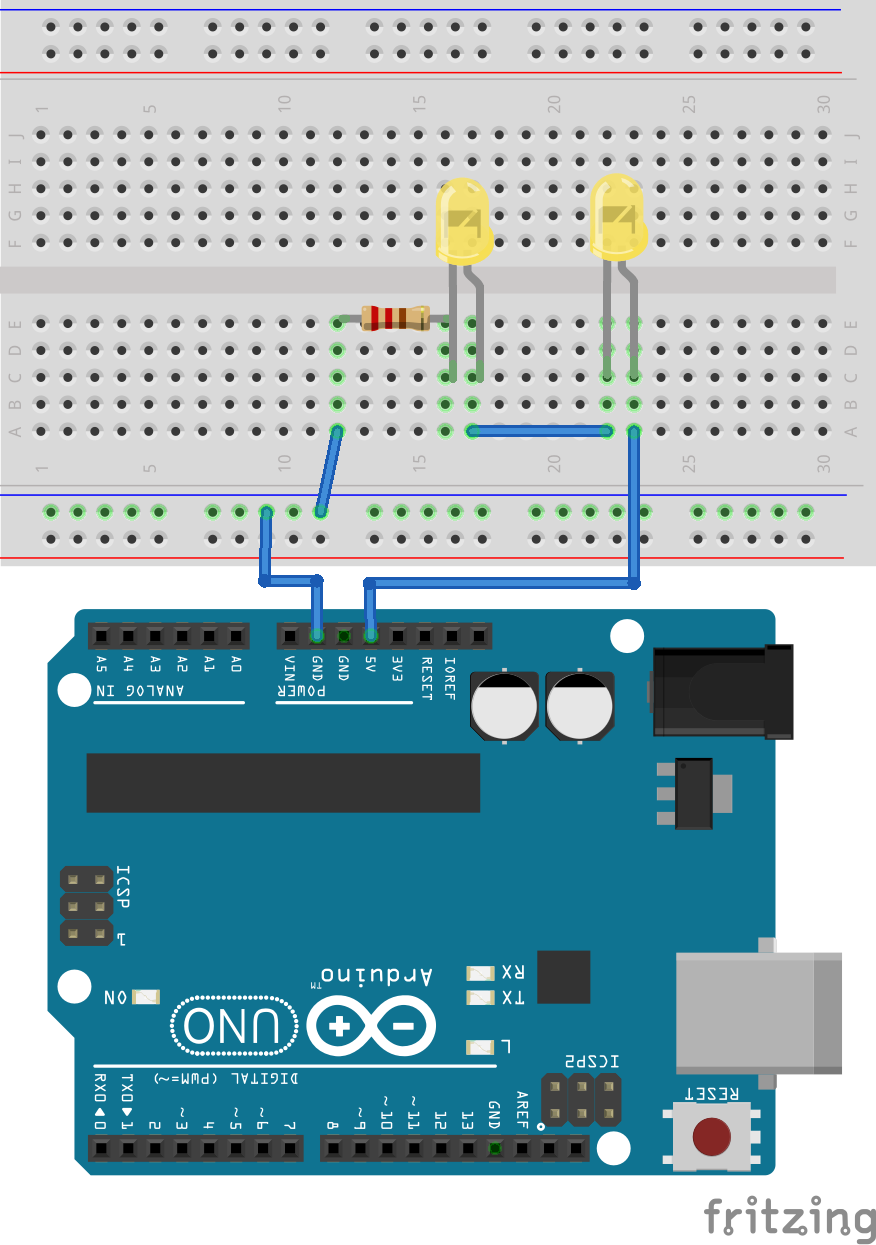 1 5 10 15 20 25 30
J J
I I
H H
G G
F F
E E
D D
C C
B B
A A
1 5 10 15 20 25 30
A5 A4 A3 A2 A1 A0 VIN GND GND 5V 3V3 RESET IOREF
ANALOG IN POWER
ICSP
1
ON UNO Arduino™ RX
TX
L
DIGITAL (PWM=~) ICSP2
RX0◀0 TX0▶1 2 ~3 4 ~5 ~6 7 8 ~9 ~10 ~11 12 13 GND AREF RESET
fritzing